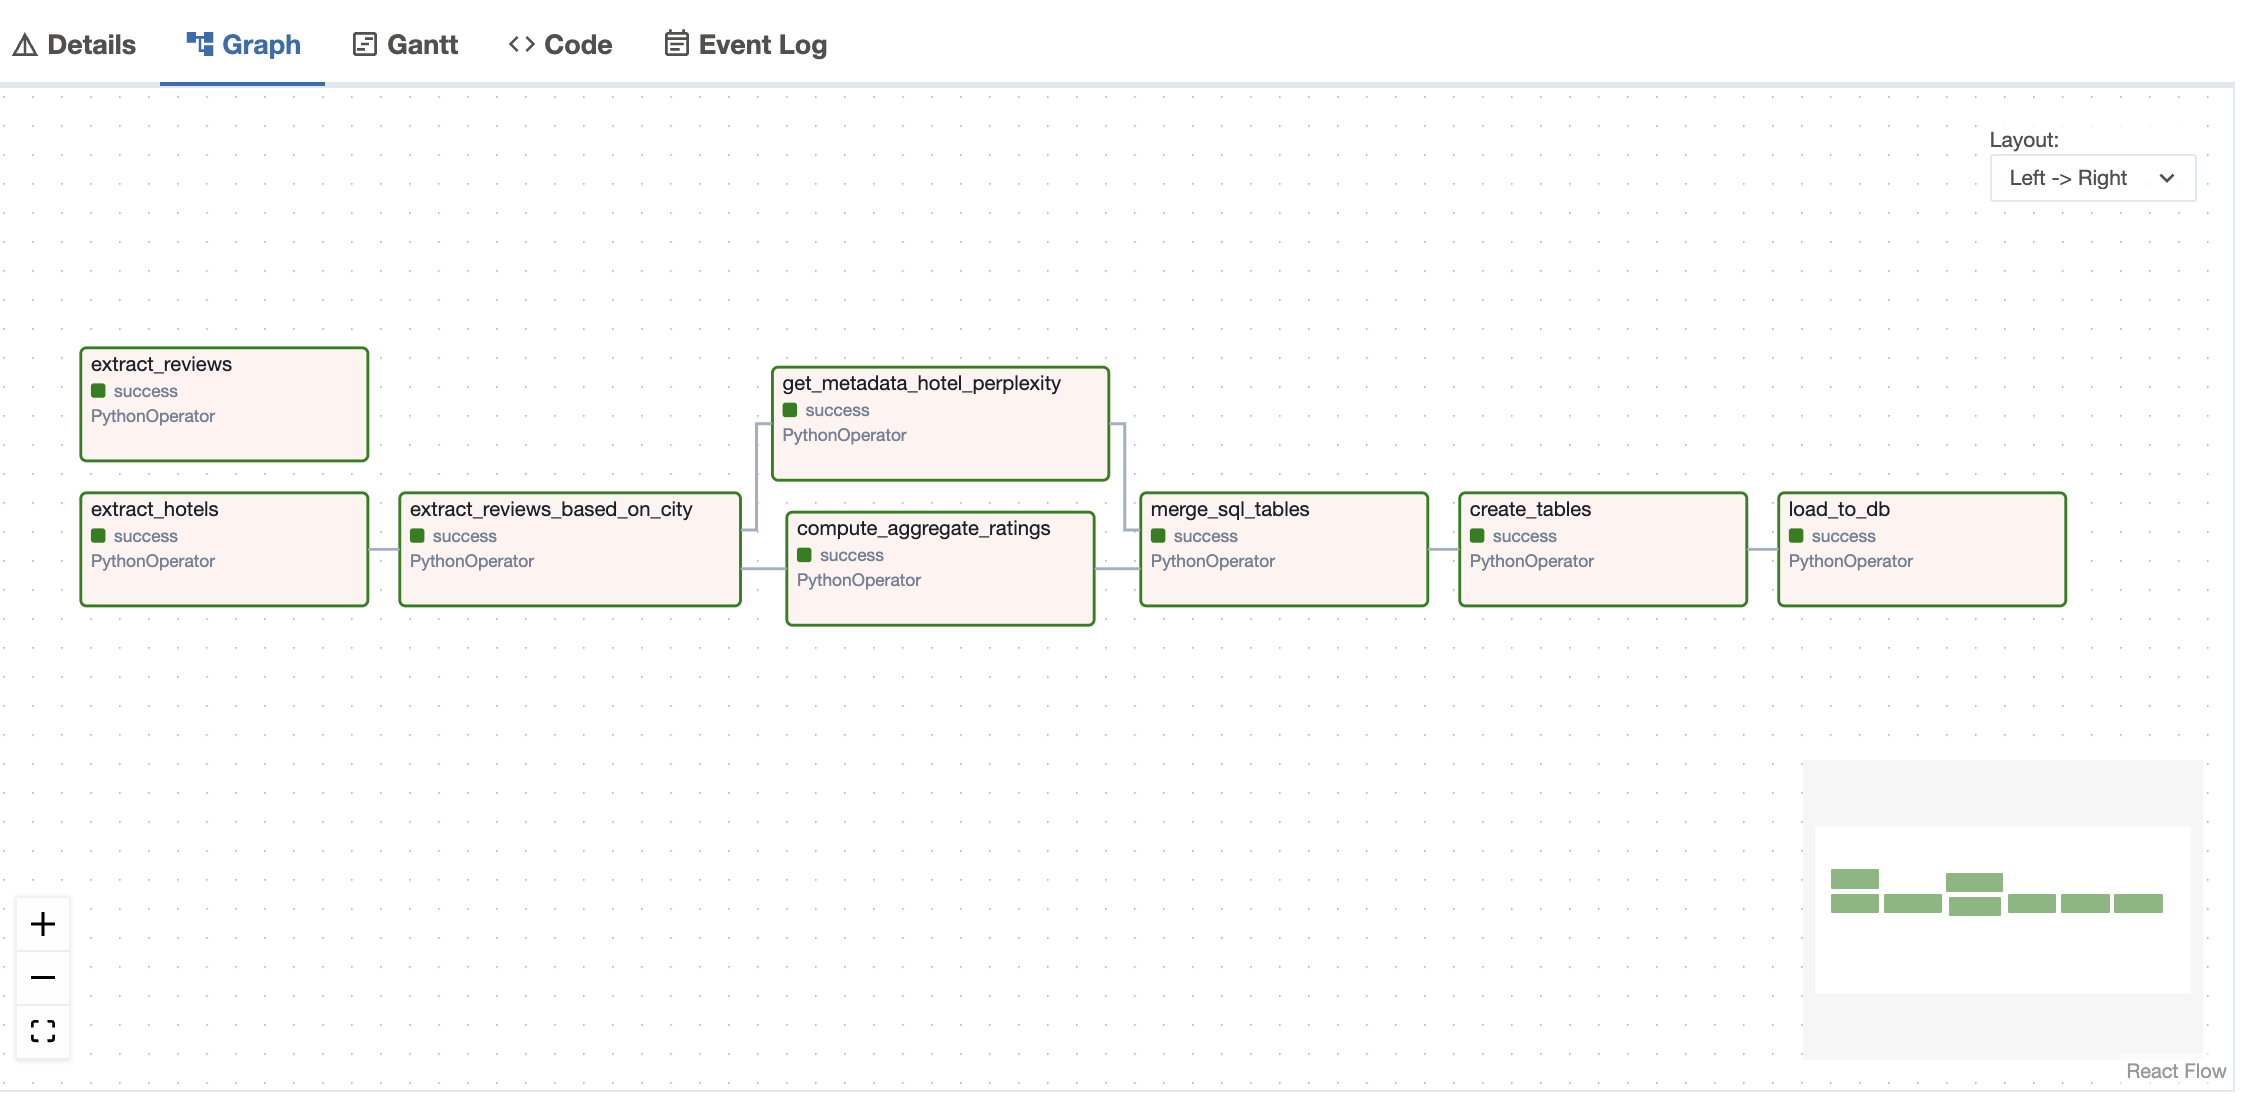 Details
Graph
Gantt
Code
Event Log
Layout:
Left -> Right
extract_reviews
success
PythonOperator
extract_hotels
success
PythonOperator
extract_reviews_based_on_city
success
PythonOperator
get_metadata_hotel_perplexity
success
PythonOperator
compute_aggregate_ratings
success
PythonOperator
merge_sql_tables
success
PythonOperator
create_tables
success
PythonOperator
load_to_db
success
PythonOperator
React Flow